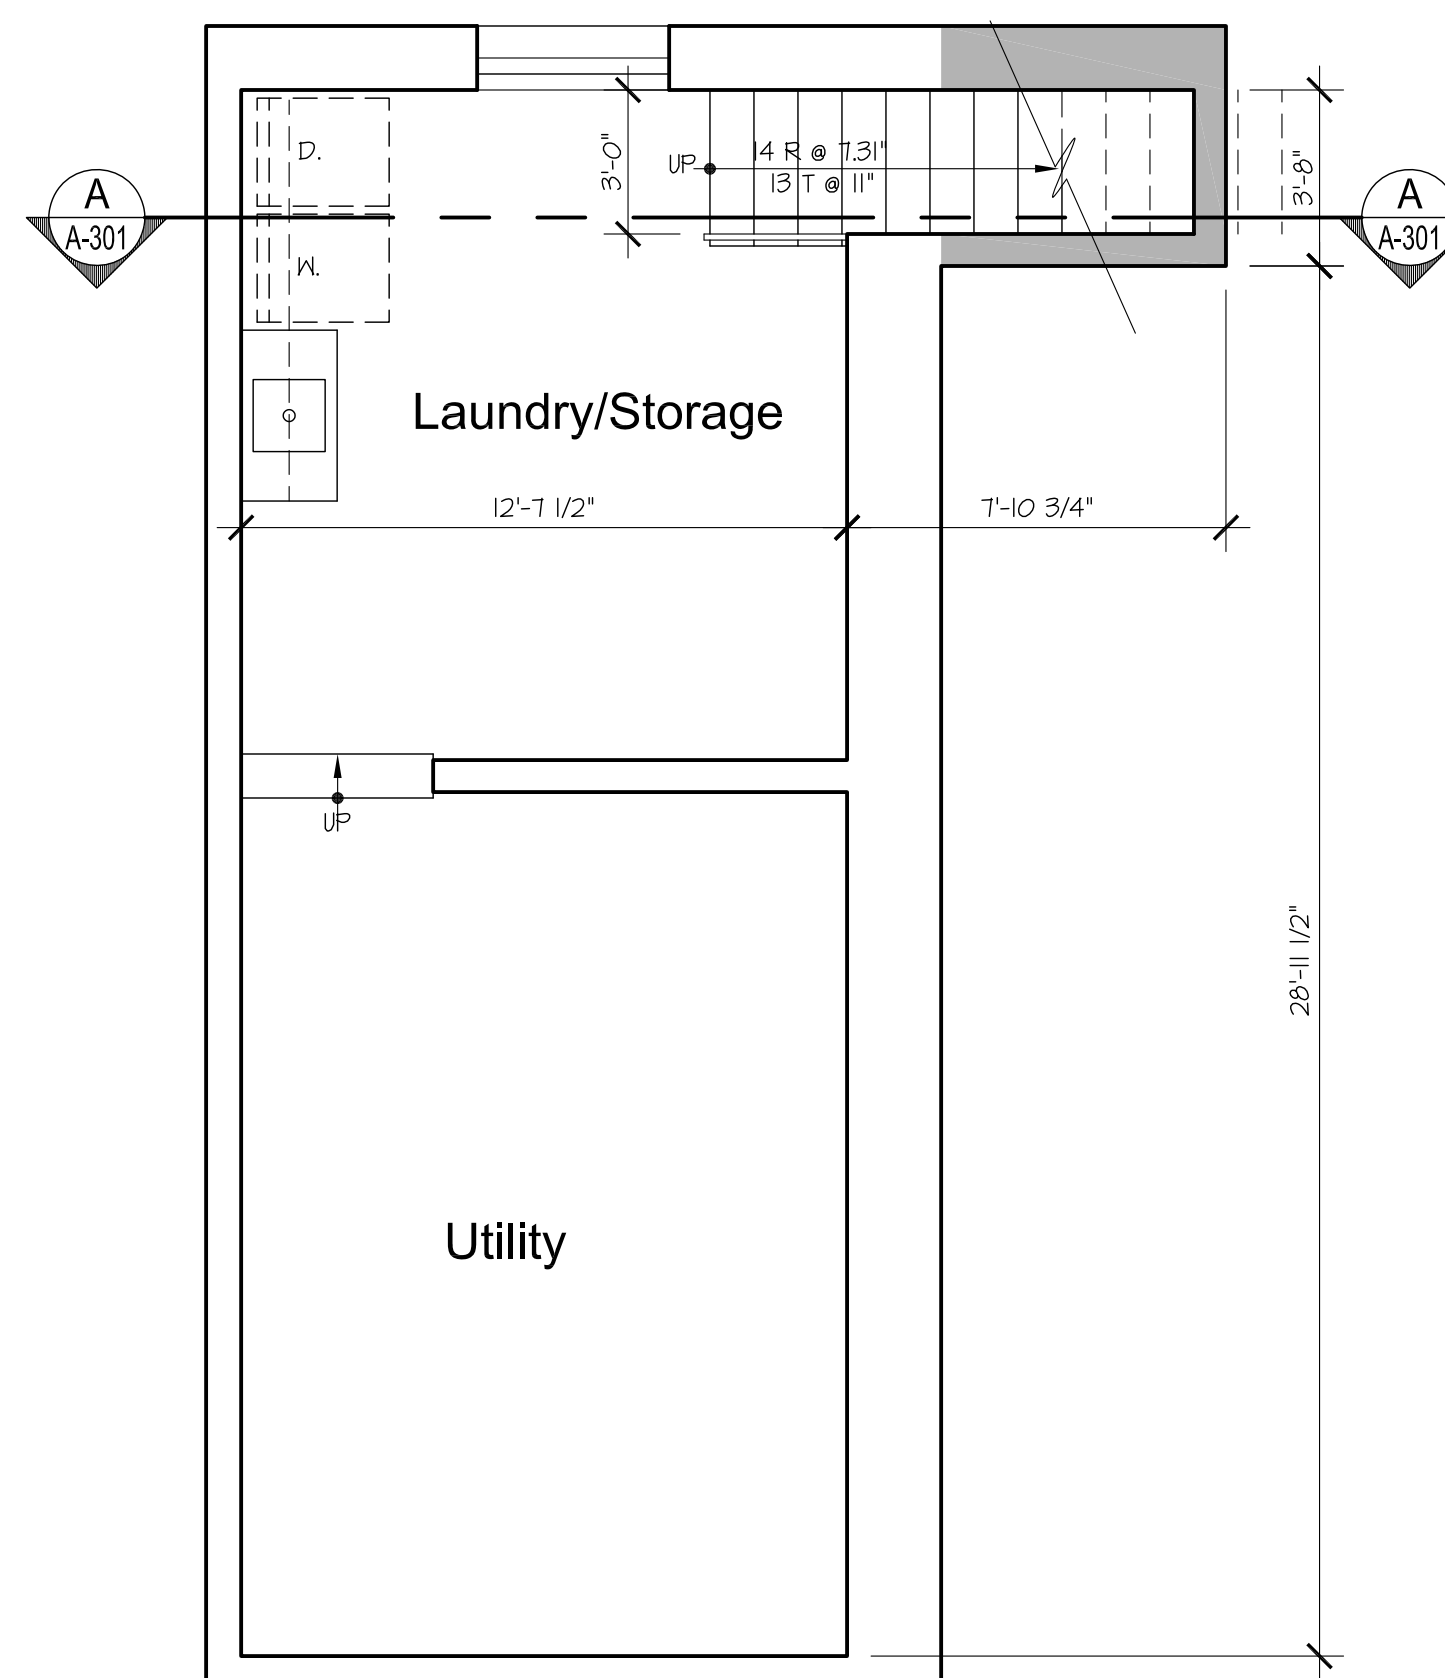 D.
3'-0"
UP
14 R @ 7.31"
13 T @ 11"
3'-8"
A
A-301
A
A-301
W.
Laundry/Storage
12'-7 1/2"
7'-10 3/4"
UP
28'-11 1/2"
Utility